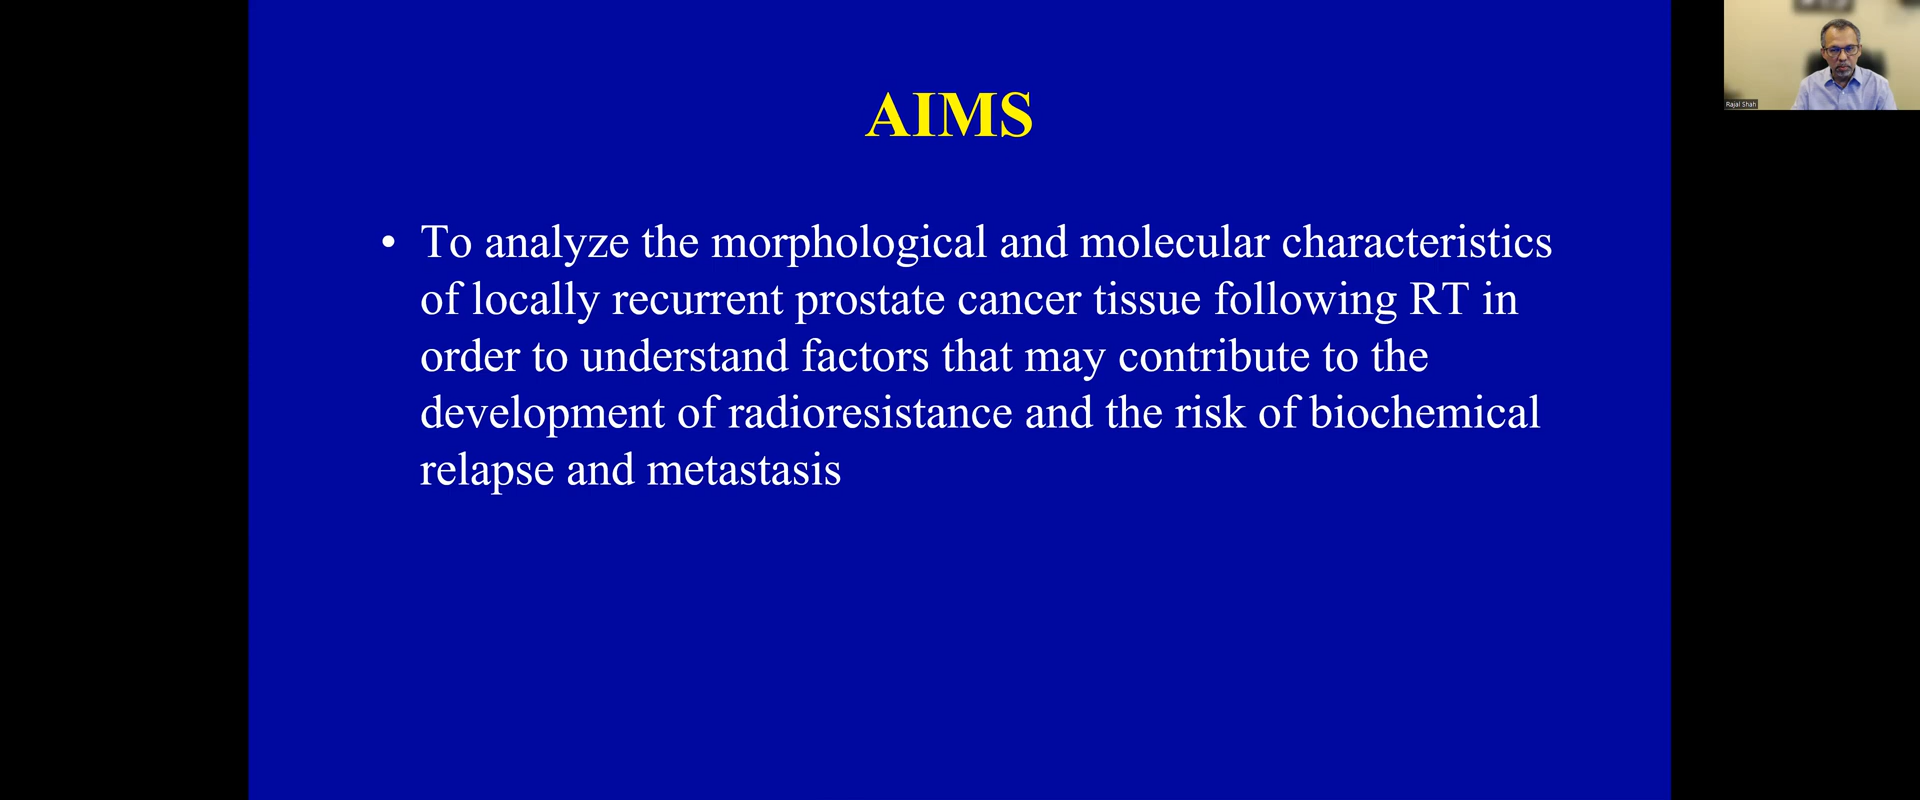 AIMS
• To analyze the morphological and molecular characteristics
of locally recurrent prostate cancer tissue following RT in
order to understand factors that may contribute to the
development of radioresistance and the risk of biochemical
relapse and metastasis
Rajal Shah